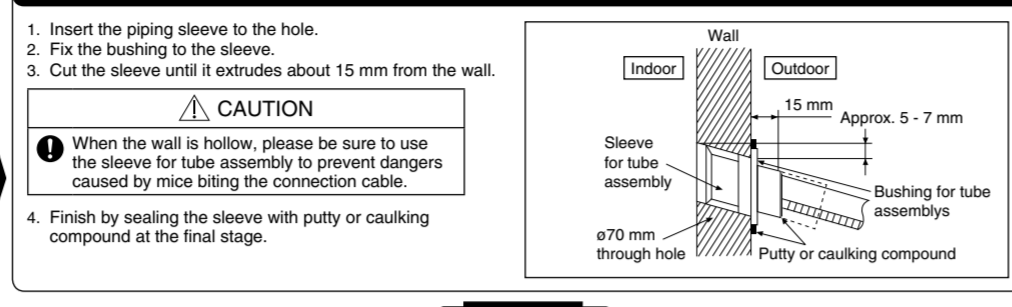 1. Insert the piping sleeve to the hole.
2. Fix the bushing to the sleeve.
3. Cut the sleeve until it extrudes about 15 mm from the wall.
CAUTION
When the wall is hollow, please be sure to use
the sleeve for tube assembly to prevent dangers
caused by mice biting the connection cable.
4. Finish by sealing the sleeve with putty or caulking
compound at the final stage.
Wall
Indoor
Outdoor
15 mm
Approx. 5 - 7 mm
Sleeve
for tube
assembly
Bushing for tube
assemblys
ø70 mm
through hole
Putty or caulking compound